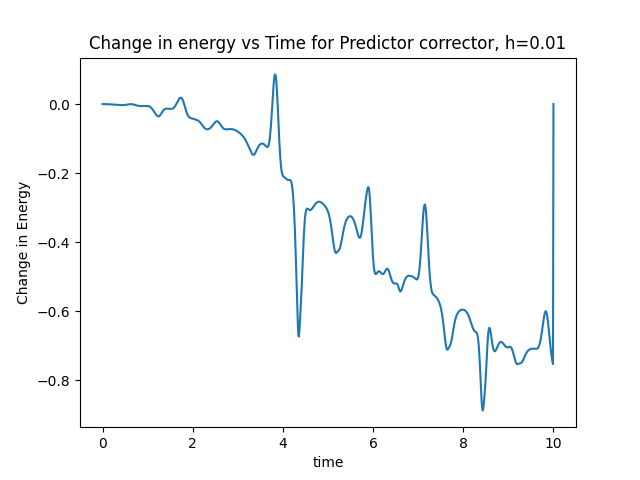 Change in energy vs Time for Predictor corrector, h=0.01
0.0
−0.2
−0.4
−0.6
−0.8
Change in Energy
0 2 4 6 8 10
time